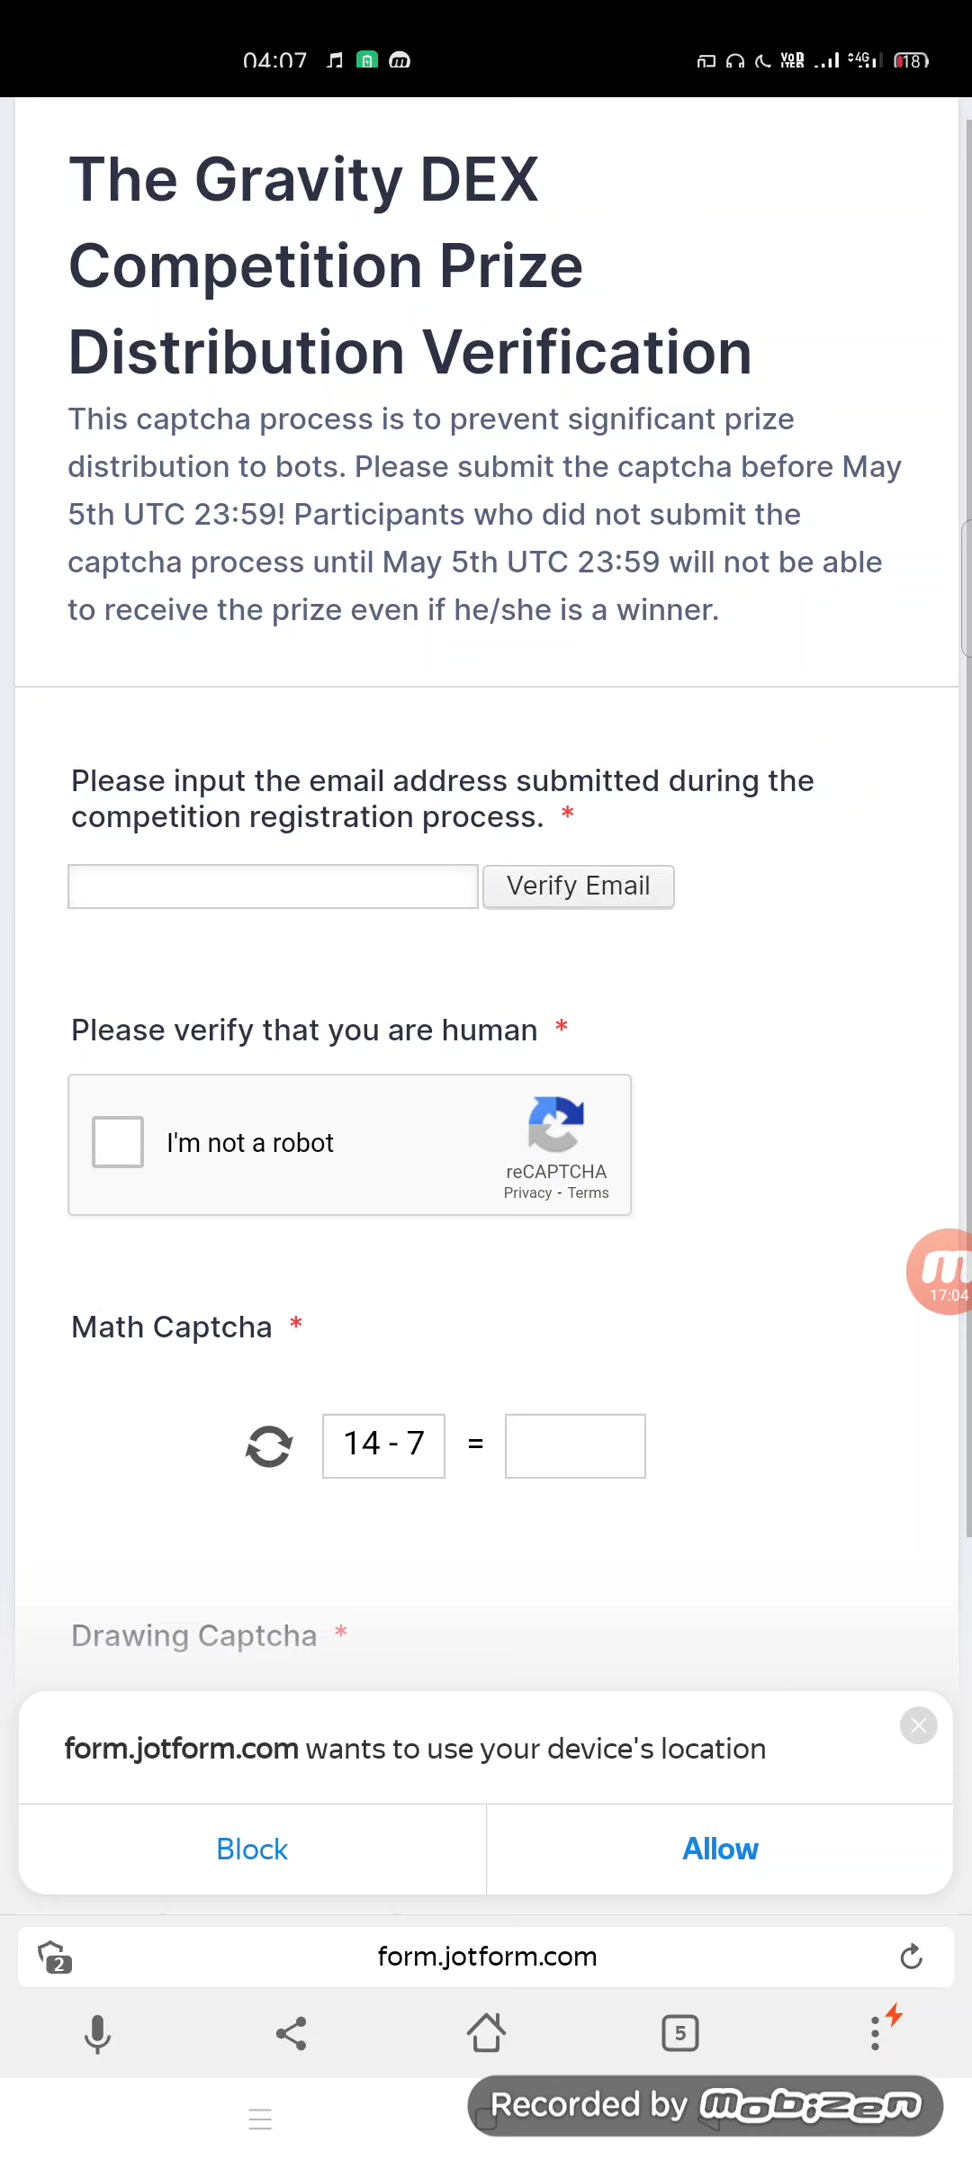 04:07
VoD
LTED
4G
18
The Gravity DEX
Competition Prize
Distribution Verification
This captcha process is to prevent significant prize
distribution to bots. Please submit the captcha before May
5th UTC 23:59! Participants who did not submit the
captcha process until May 5th UTC 23:59 will not be able
to receive the prize even if he/she is a winner.
Please input the email address submitted during the
competition registration process. *
Verify Email
Please verify that you are human *
I'm not a robot
reCAPTCHA
Privacy - Terms
m
17:04
Math Captcha *
14 - 7 =
Drawing Captcha *
form.jotform.com wants to use your device's location
Block
Allow
2
form.jotform.com
5
Recorded by mobizen